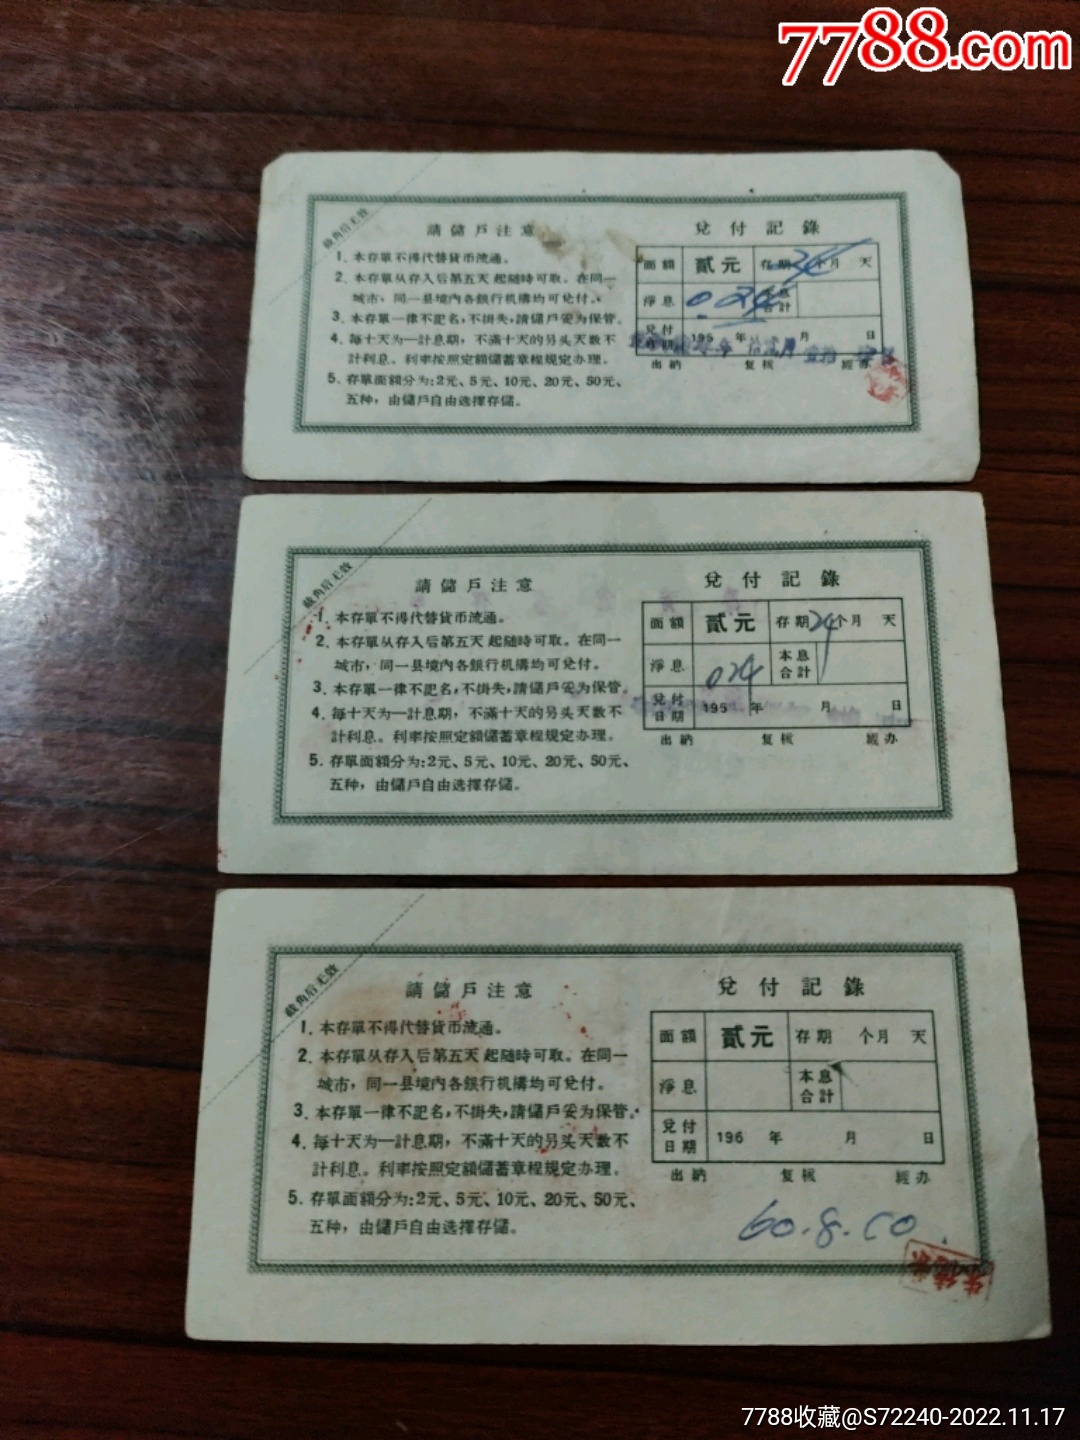 7788.com
截角后无效
請儲戶注意
1、本存單不得代替貨币流通。
2、本存單从存入后第五天起随時可取。在同一
城市，同一县境內各銀行机構均可兌付。
3、本存單一律不記名，不掛失，請儲戶妥为保管。
4、每十天为一計息期，不滿十天的另头天数不
計利息。利率按照定額儲蓄章程規定办理。
5、存單面額分为：2元、5元、10元、20元、50元、
五种，由儲戶自由选擇存儲。
兌付記錄
面額 貳元 存期 24 个月 天
淨息 0.024 本息合計
兌付日期 195 年 月 日
出納 复核 經办
截角后无效
請儲戶注意
1、本存單不得代替貨币流通。
2、本存單从存入后第五天起随時可取。在同一
城市，同一县境內各銀行机構均可兌付。
3、本存單一律不記名，不掛失，請儲戶妥为保管。
4、每十天为一計息期，不滿十天的另头天数不
計利息。利率按照定額儲蓄章程規定办理。
5、存單面額分为：2元、5元、10元、20元、50元、
五种，由儲戶自由选擇存儲。
兌付記錄
面額 貳元 存期 24 个月 天
淨息 024 本息合計
兌付日期 195 年 月 日
出納 复核 經办
截角后无效
請儲戶注意
1、本存單不得代替貨币流通。
2、本存單从存入后第五天起随時可取。在同一
城市，同一县境內各銀行机構均可兌付。
3、本存單一律不記名，不掛失，請儲戶妥为保管。
4、每十天为一計息期，不滿十天的另头天数不
計利息。利率按照定額儲蓄章程規定办理。
5、存單面額分为：2元、5元、10元、20元、50元、
五种，由儲戶自由选擇存儲。
兌付記錄
面額 貳元 存期 个月 天
淨息 本息合計
兌付日期 196 年 月 日
出納 复核 經办
60.8.10
7788收藏@S72240-2022.11.17